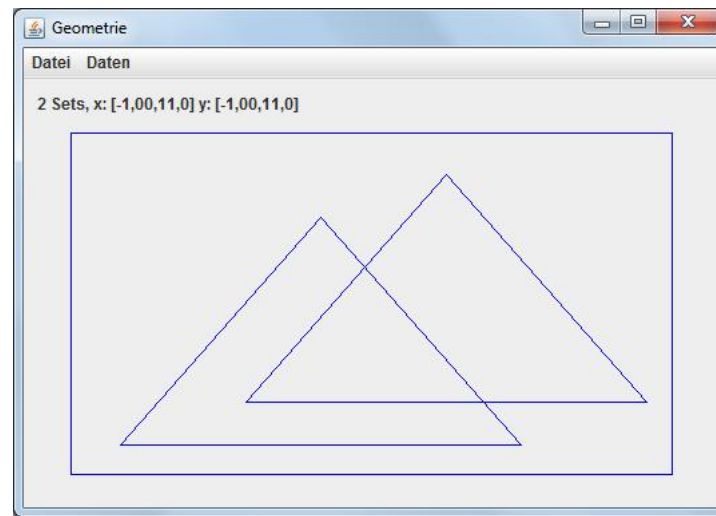 Geometrie
Datei Daten
2 Sets, x: [-1,00,11,0] y: [-1,00,11,0]